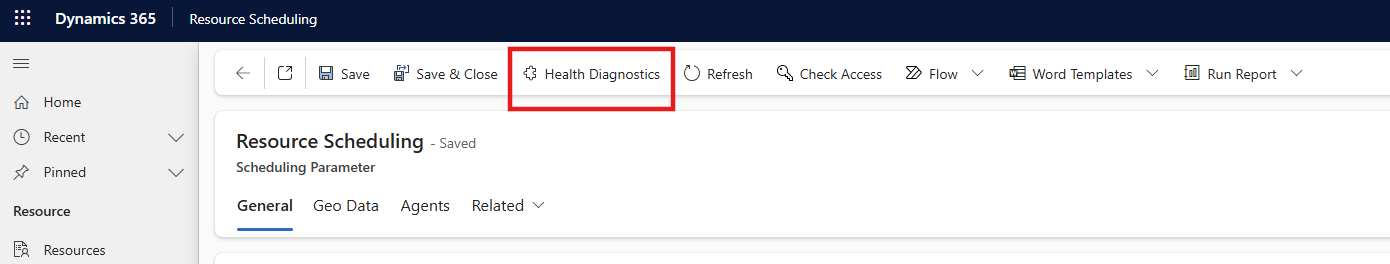 Dynamics 365 Resource Scheduling
Save Save & Close Health Diagnostics Refresh Check Access Flow Word Templates Run Report
Home
Recent
Pinned
Resource
Resources
Resource Scheduling - Saved
Scheduling Parameter
General Geo Data Agents Related